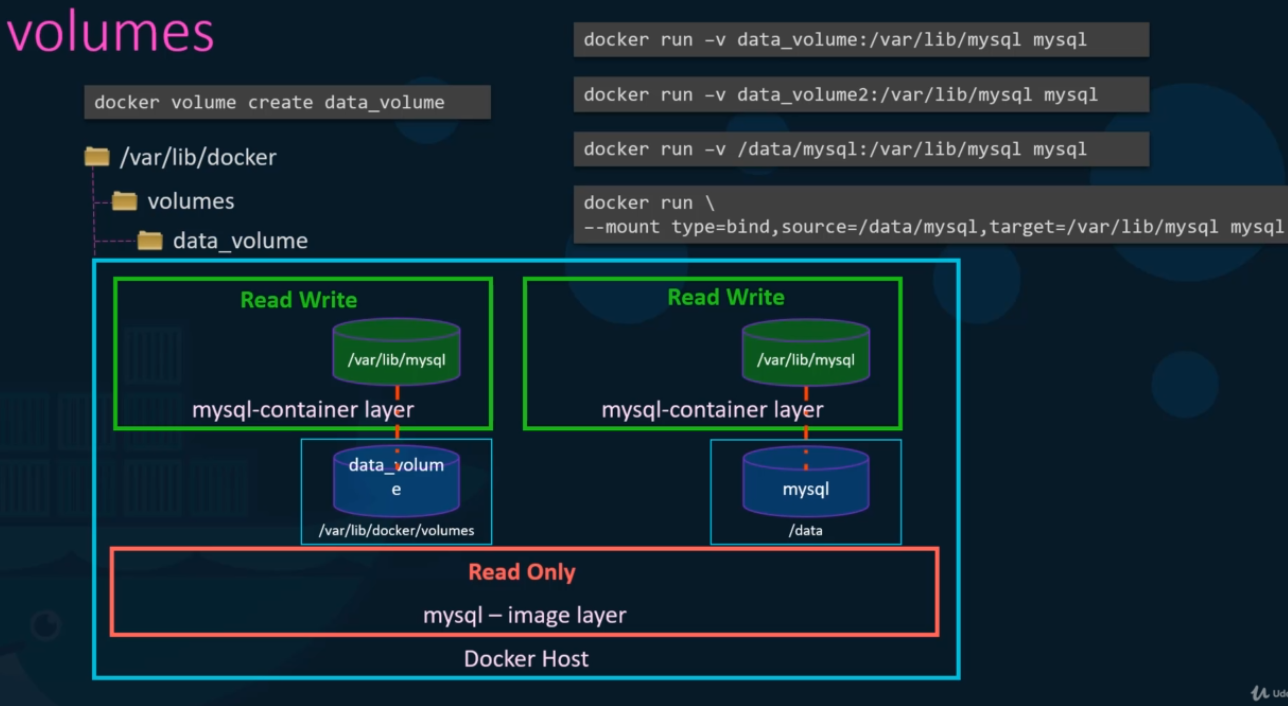 volumes
docker volume create data_volume
/var/lib/docker
volumes
data_volume
docker run –v data_volume:/var/lib/mysql mysql
docker run –v data_volume2:/var/lib/mysql mysql
docker run –v /data/mysql:/var/lib/mysql mysql
docker run \
--mount type=bind,source=/data/mysql,target=/var/lib/mysql mysql
Read Write
/var/lib/mysql
mysql-container layer
data_volum
e
/var/lib/docker/volumes
Read Write
/var/lib/mysql
mysql-container layer
mysql
/data
Read Only
mysql – image layer
Docker Host